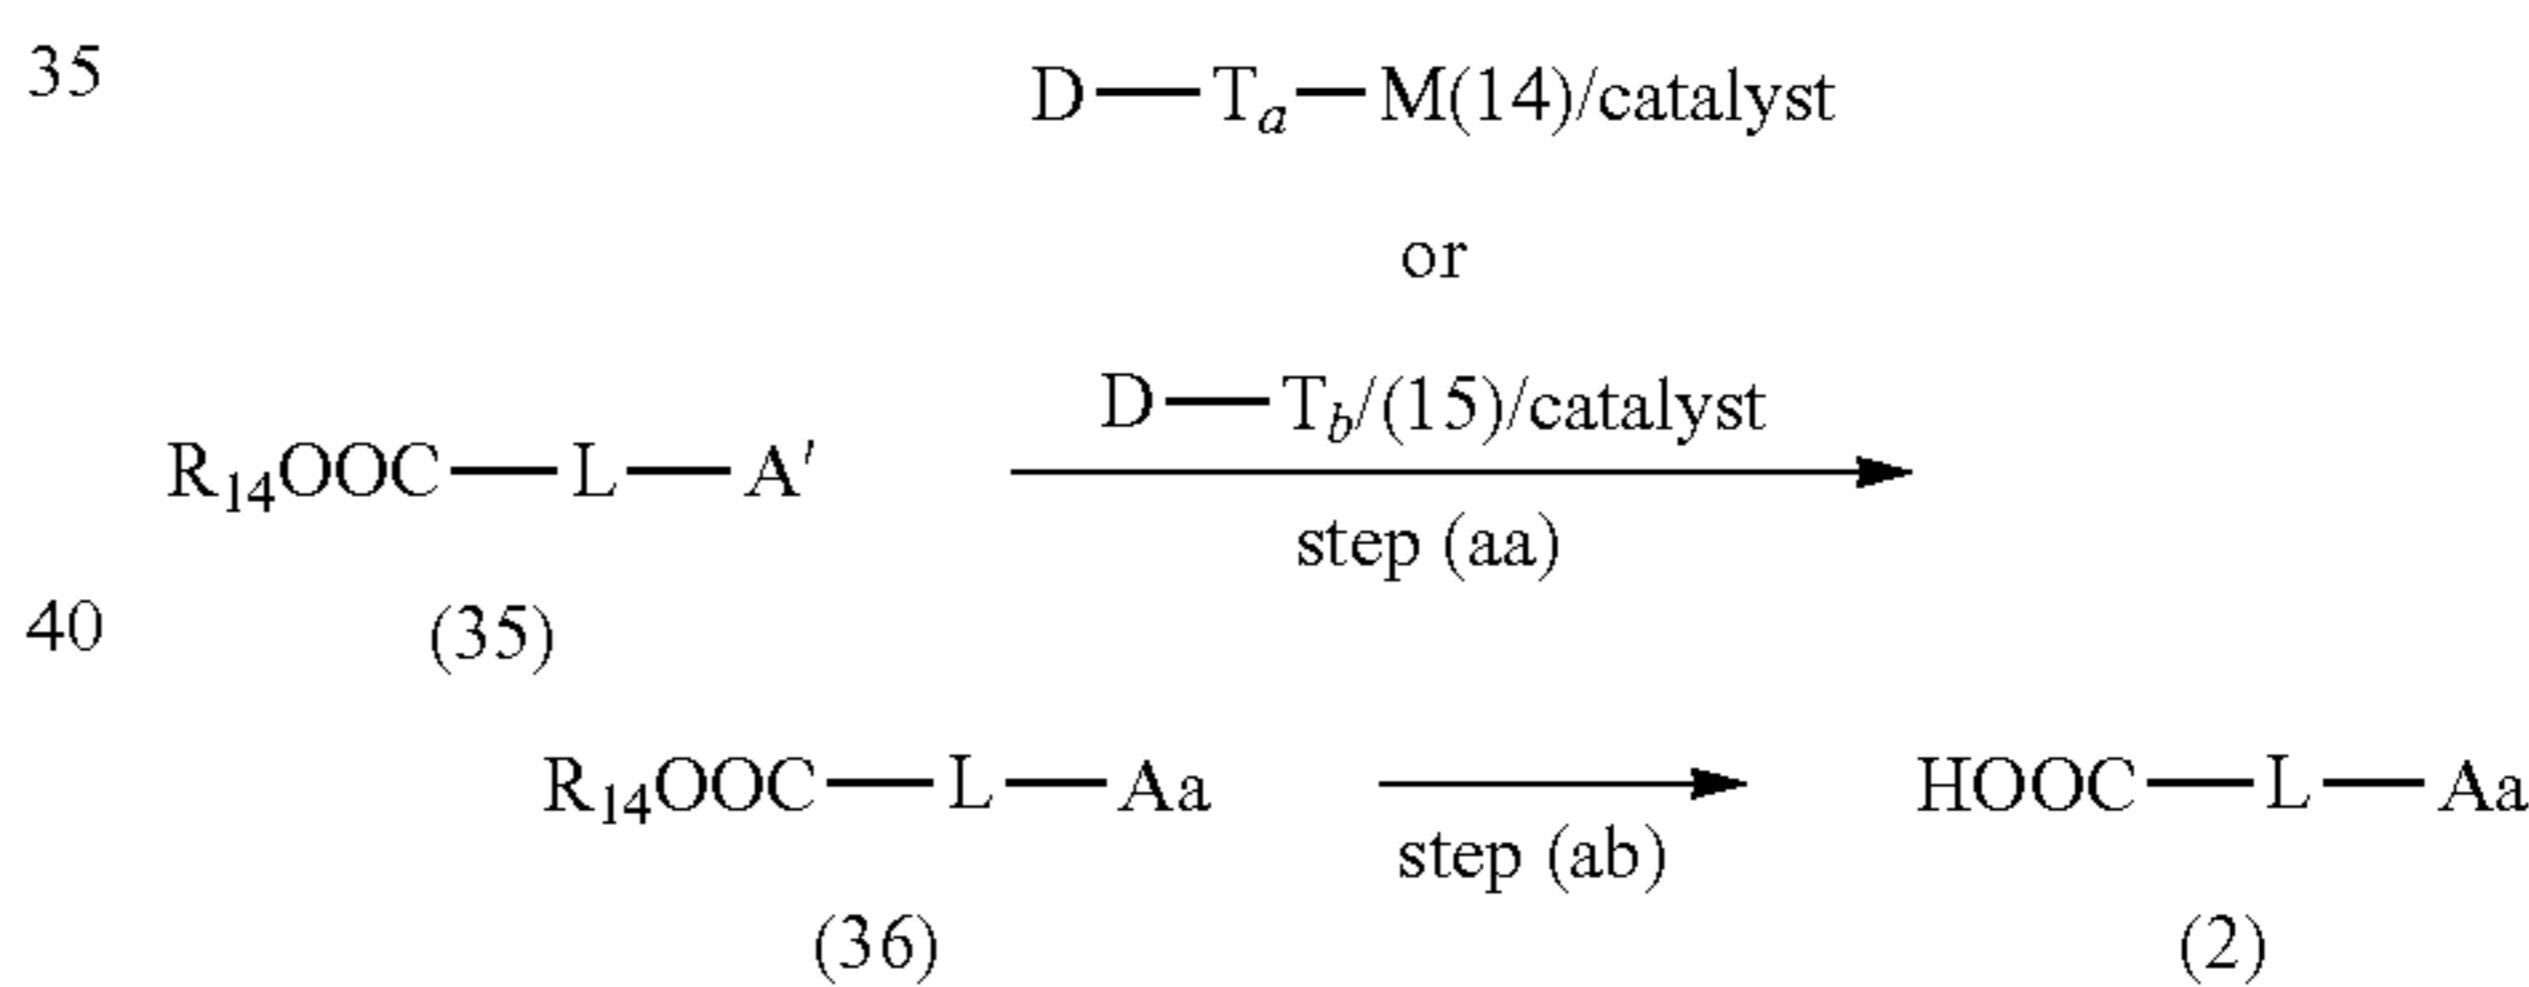 35
D—Tₐ—M(14)/catalyst
or
D—T_b/(15)/catalyst
R₁₄OOC—L—A′
step (aa)
40
(35)
R₁₄OOC—L—Aa
HOOC—L—Aa
step (ab)
(36)
(2)